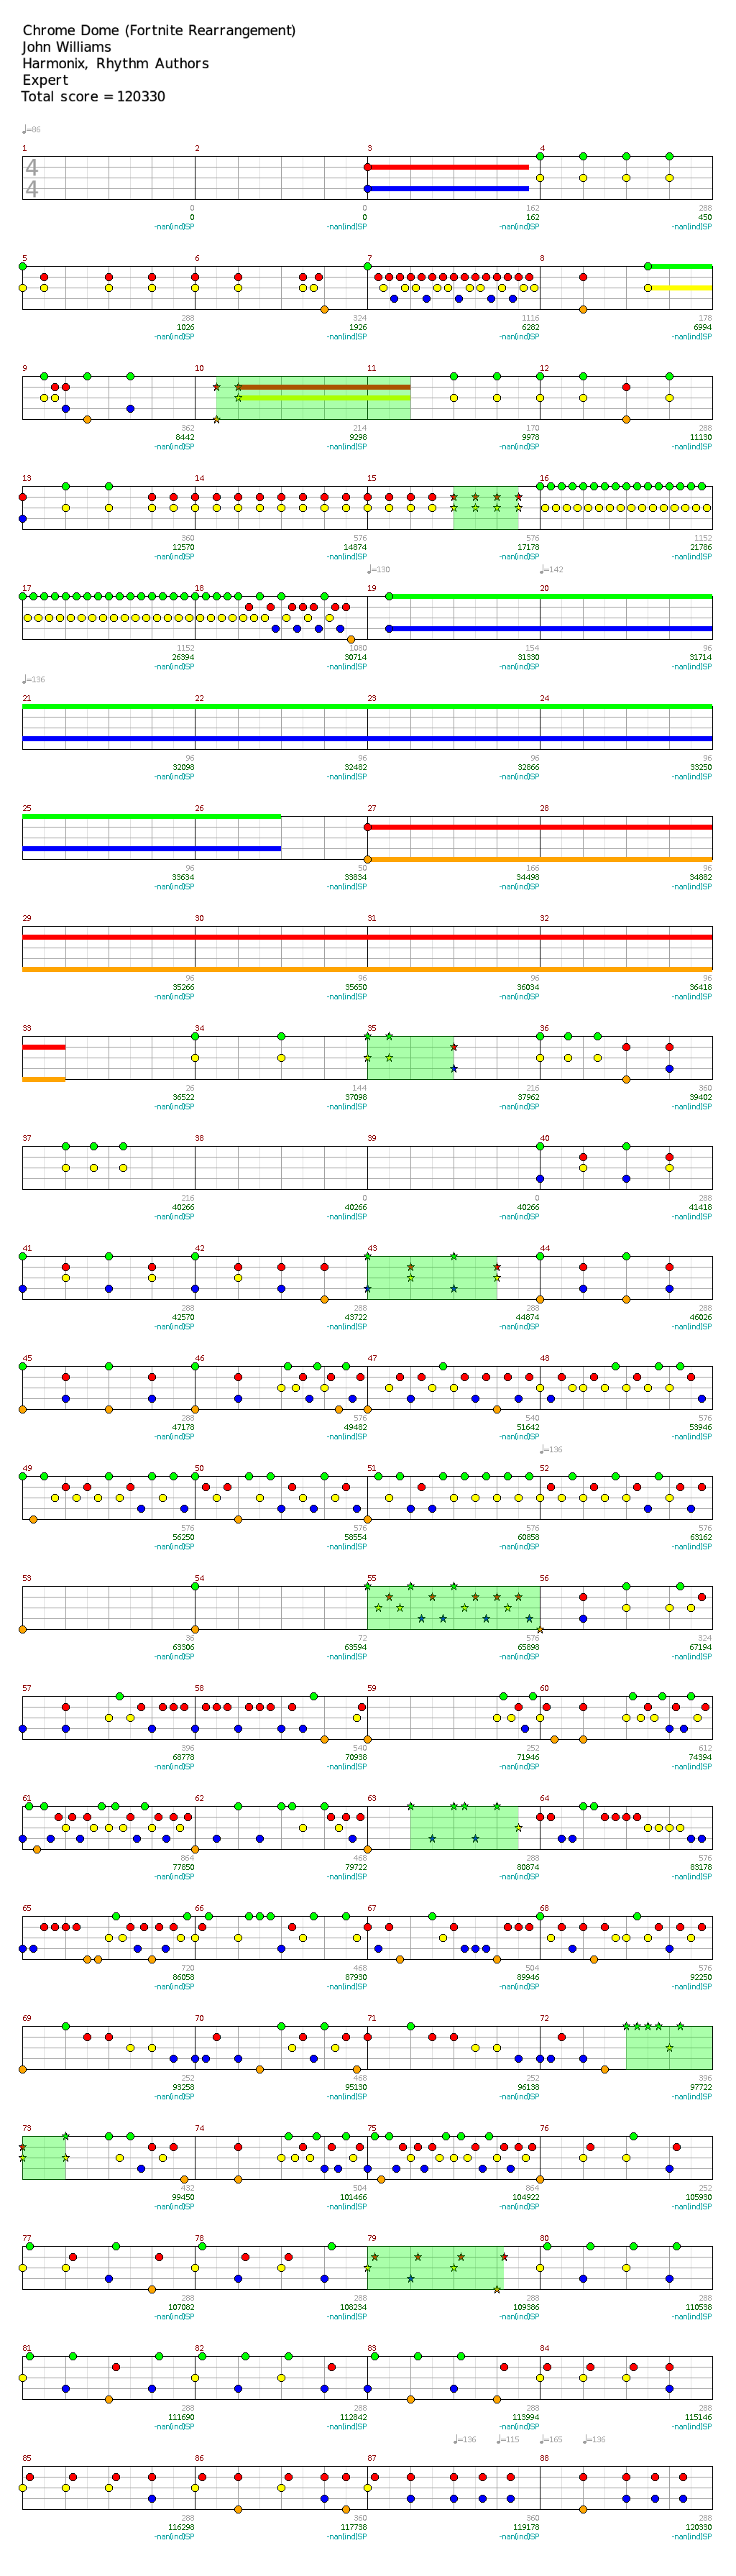 Chrome Dome (Fortnite Rearrangement)
John Williams
Harmonix, Rhythm Authors
Expert
Total score = 120330
♩=86
1 2 3 4
4
4
0 0 162 288
0 0 162 450
-nan(ind)SP -nan(ind)SP -nan(ind)SP -nan(ind)SP
5 6 7 8
288 324 1116 178
1026 1926 6282 6994
-nan(ind)SP -nan(ind)SP -nan(ind)SP -nan(ind)SP
9 10 11 12
362 214 170 288
8442 9298 9978 11130
-nan(ind)SP -nan(ind)SP -nan(ind)SP -nan(ind)SP
13 14 15 16
360 576 576 1152
12570 14874 17178 21786
-nan(ind)SP -nan(ind)SP -nan(ind)SP -nan(ind)SP
♩=130 ♩=142
17 18 19 20
1152 1080 154 96
26394 30714 31330 31714
-nan(ind)SP -nan(ind)SP -nan(ind)SP -nan(ind)SP
♩=136
21 22 23 24
96 96 96 96
32098 32482 32866 33250
-nan(ind)SP -nan(ind)SP -nan(ind)SP -nan(ind)SP
25 26 27 28
96 50 166 96
33634 33834 34498 34882
-nan(ind)SP -nan(ind)SP -nan(ind)SP -nan(ind)SP
29 30 31 32
96 96 96 96
35266 35650 36034 36418
-nan(ind)SP -nan(ind)SP -nan(ind)SP -nan(ind)SP
33 34 35 36
26 144 216 360
36522 37098 37962 39402
-nan(ind)SP -nan(ind)SP -nan(ind)SP -nan(ind)SP
37 38 39 40
216 0 0 288
40266 40266 40266 41418
-nan(ind)SP -nan(ind)SP -nan(ind)SP -nan(ind)SP
41 42 43 44
288 288 288 288
42570 43722 44874 46026
-nan(ind)SP -nan(ind)SP -nan(ind)SP -nan(ind)SP
45 46 47 48
288 576 540 576
47178 49482 51642 53946
-nan(ind)SP -nan(ind)SP -nan(ind)SP -nan(ind)SP
♩=136
49 50 51 52
576 576 576 576
56250 58554 60858 63162
-nan(ind)SP -nan(ind)SP -nan(ind)SP -nan(ind)SP
53 54 55 56
36 72 576 324
63306 63594 65898 67194
-nan(ind)SP -nan(ind)SP -nan(ind)SP -nan(ind)SP
57 58 59 60
396 540 252 612
68778 70938 71946 74394
-nan(ind)SP -nan(ind)SP -nan(ind)SP -nan(ind)SP
61 62 63 64
864 468 288 576
77850 79722 80874 83178
-nan(ind)SP -nan(ind)SP -nan(ind)SP -nan(ind)SP
65 66 67 68
720 468 504 576
86058 87930 89946 92250
-nan(ind)SP -nan(ind)SP -nan(ind)SP -nan(ind)SP
69 70 71 72
252 468 252 396
93258 95130 96138 97722
-nan(ind)SP -nan(ind)SP -nan(ind)SP -nan(ind)SP
73 74 75 76
432 504 864 252
99450 101466 104922 105930
-nan(ind)SP -nan(ind)SP -nan(ind)SP -nan(ind)SP
77 78 79 80
288 288 288 288
107082 108234 109386 110538
-nan(ind)SP -nan(ind)SP -nan(ind)SP -nan(ind)SP
81 82 83 84
288 288 288 288
111690 112842 113994 115146
-nan(ind)SP -nan(ind)SP -nan(ind)SP -nan(ind)SP
♩=136 ♩=115 ♩=165 ♩=136
85 86 87 88
288 360 360 288
116298 117738 119178 120330
-nan(ind)SP -nan(ind)SP -nan(ind)SP -nan(ind)SP